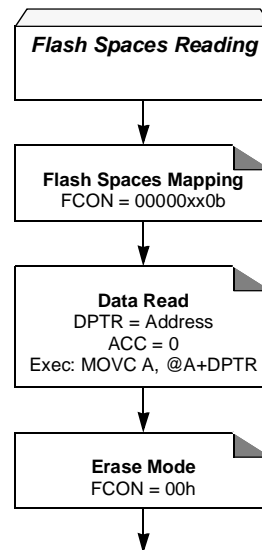 Flash Spaces Reading
Flash Spaces Mapping
FCON = 00000xx0b
Data Read
DPTR = Address
ACC = 0
Exec: MOVC A, @A+DPTR
Erase Mode
FCON = 00h